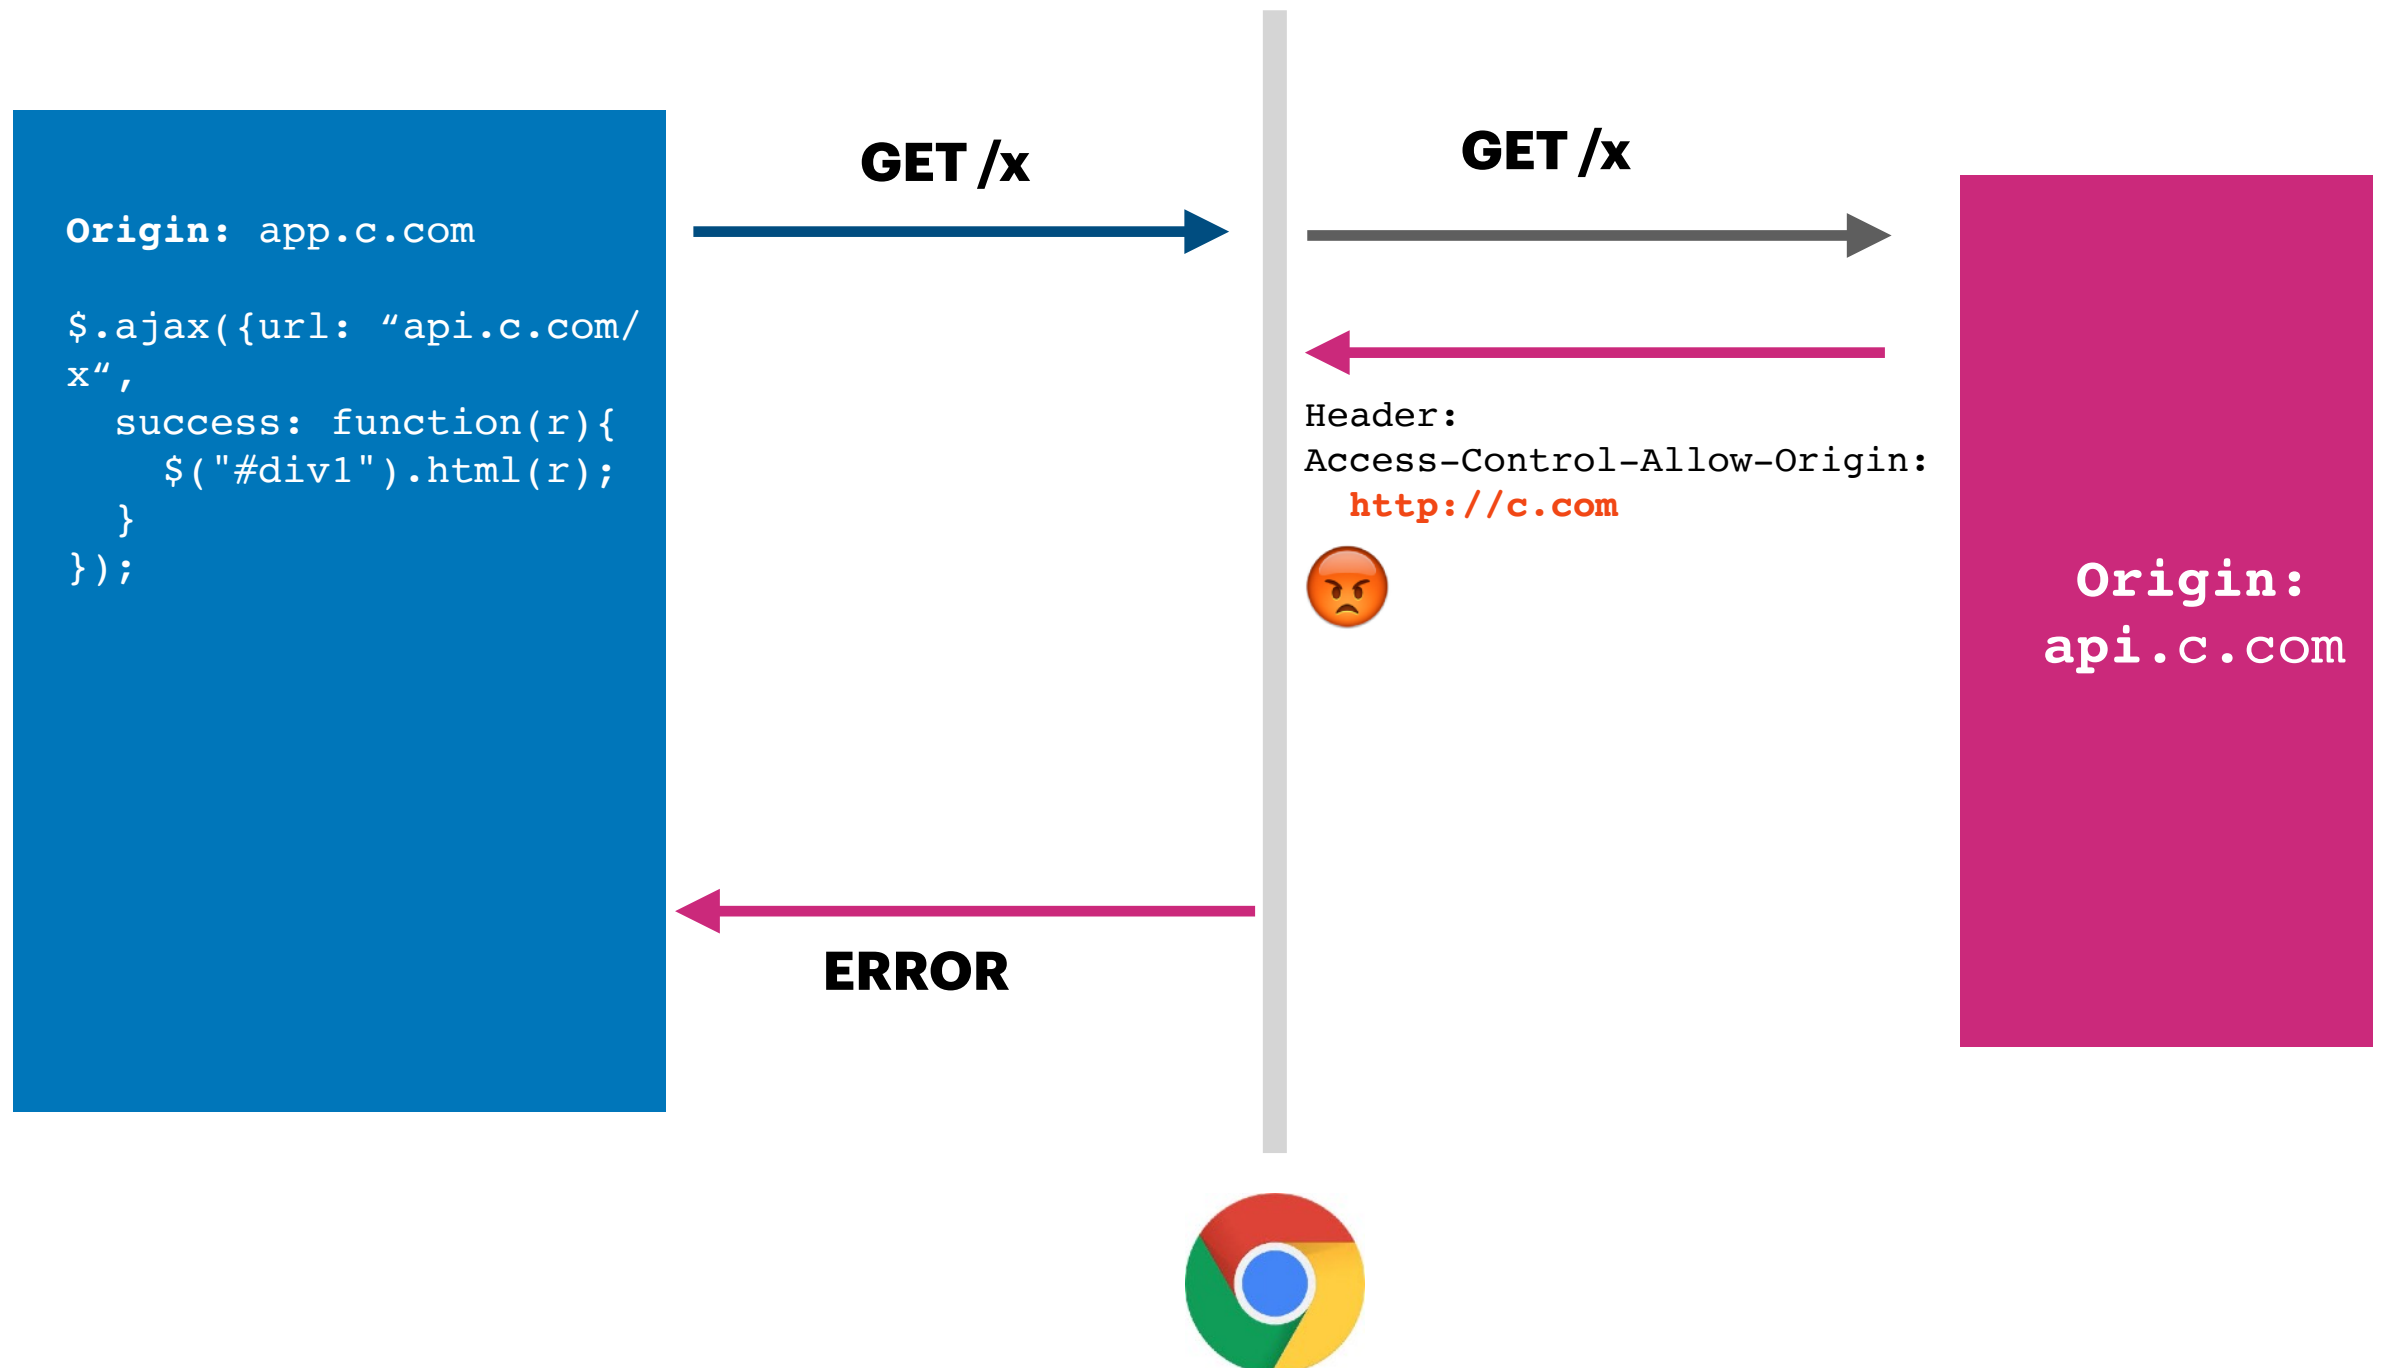 Origin: app.c.com
$.ajax({url: “api.c.com/
x“,
  success: function(r){
    $("#div1").html(r);
  }
});
GET /x
GET /x
Header:
Access-Control-Allow-Origin:
  http://c.com
Origin:
api.c.com
ERROR